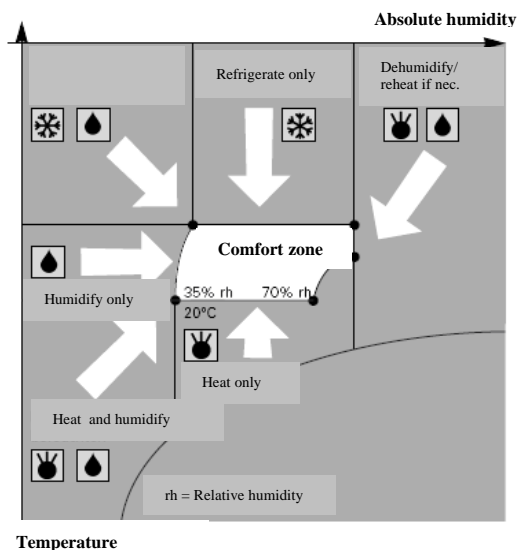 Absolute humidity
Refrigerate only
Dehumidify/
reheat if nec.
Comfort zone
35% rh 70% rh
20°C
Humidify only
Heat only
Heat and humidify
rh = Relative humidity
Temperature